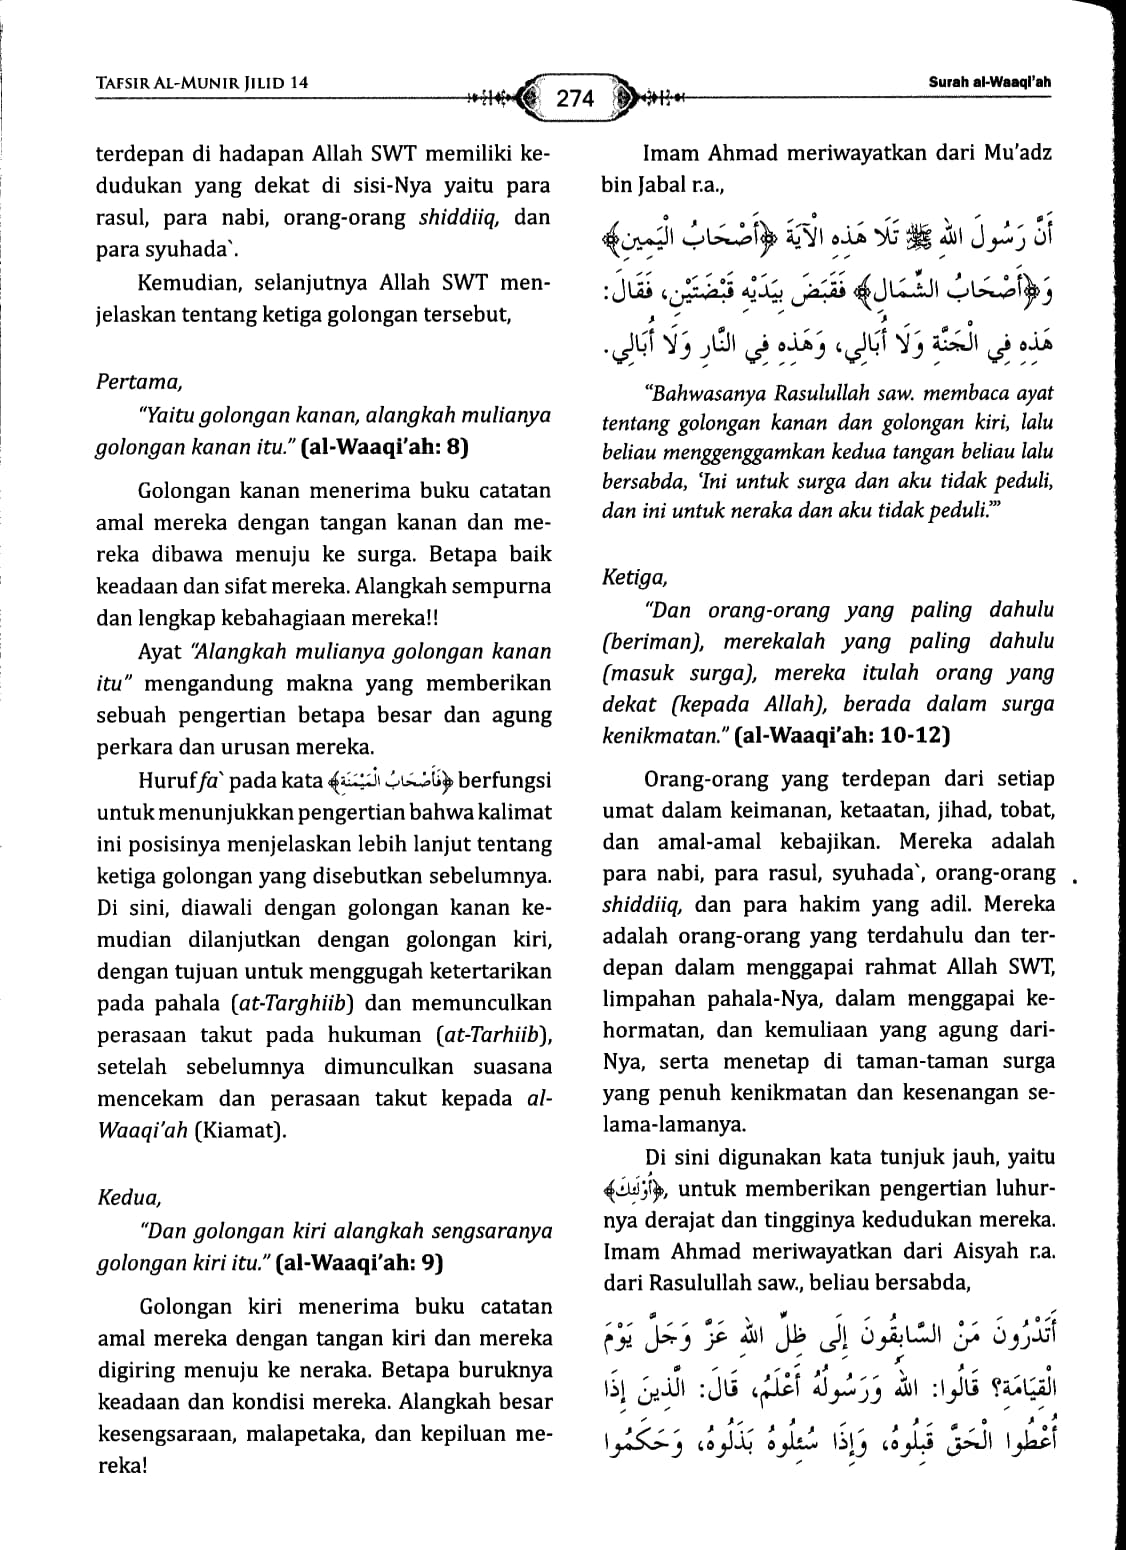 TAFSIR AL-MUNIR JILID 14
274
Surah al-Waaqi'ah
terdepan di hadapan Allah SWT memiliki ke-
dudukan yang dekat di sisi-Nya yaitu para
rasul, para nabi, orang-orang shiddiiq, dan
para syuhada`.
Kemudian, selanjutnya Allah SWT men-
jelaskan tentang ketiga golongan tersebut,
Pertama,
“Yaitu golongan kanan, alangkah mulianya
golongan kanan itu.” (al-Waaqi’ah: 8)
Golongan kanan menerima buku catatan
amal mereka dengan tangan kanan dan me-
reka dibawa menuju ke surga. Betapa baik
keadaan dan sifat mereka. Alangkah sempurna
dan lengkap kebahagiaan mereka!!
Ayat “Alangkah mulianya golongan kanan
itu” mengandung makna yang memberikan
sebuah pengertian betapa besar dan agung
perkara dan urusan mereka.
Huruf fa` pada kata ﴿فَأَصْحَابُ الْمَيْمَنَةِ﴾ berfungsi
untuk menunjukkan pengertian bahwa kalimat
ini posisinya menjelaskan lebih lanjut tentang
ketiga golongan yang disebutkan sebelumnya.
Di sini, diawali dengan golongan kanan ke-
mudian dilanjutkan dengan golongan kiri,
dengan tujuan untuk menggugah ketertarikan
pada pahala (at-Targhiib) dan memunculkan
perasaan takut pada hukuman (at-Tarhiib),
setelah sebelumnya dimunculkan suasana
mencekam dan perasaan takut kepada al-
Waaqi’ah (Kiamat).
Kedua,
“Dan golongan kiri alangkah sengsaranya
golongan kiri itu.” (al-Waaqi’ah: 9)
Golongan kiri menerima buku catatan
amal mereka dengan tangan kiri dan mereka
digiring menuju ke neraka. Betapa buruknya
keadaan dan kondisi mereka. Alangkah besar
kesengsaraan, malapetaka, dan kepiluan me-
reka!
Imam Ahmad meriwayatkan dari Mu’adz
bin Jabal r.a.,
أَنَّ رَسُولَ اللهِ ﷺ تَلَا هَذِهِ الْآيَةَ ﴿أَصْحَابُ الْيَمِينِ﴾
وَ﴿أَصْحَابُ الشِّمَالِ﴾ فَقَبَضَ بِيَدَيْهِ قَبْضَتَيْنِ، فَقَالَ:
هَذِهِ فِي الْجَنَّةِ وَلَا أُبَالِي، وَهَذِهِ فِي النَّارِ وَلَا أُبَالِي.
“Bahwasanya Rasulullah saw. membaca ayat
tentang golongan kanan dan golongan kiri, lalu
beliau menggenggamkan kedua tangan beliau lalu
bersabda, ‘Ini untuk surga dan aku tidak peduli,
dan ini untuk neraka dan aku tidak peduli.’”
Ketiga,
“Dan orang-orang yang paling dahulu
(beriman), merekalah yang paling dahulu
(masuk surga), mereka itulah orang yang
dekat (kepada Allah), berada dalam surga
kenikmatan.” (al-Waaqi’ah: 10-12)
Orang-orang yang terdepan dari setiap
umat dalam keimanan, ketaatan, jihad, tobat,
dan amal-amal kebajikan. Mereka adalah
para nabi, para rasul, syuhada`, orang-orang
shiddiiq, dan para hakim yang adil. Mereka
adalah orang-orang yang terdahulu dan ter-
depan dalam menggapai rahmat Allah SWT,
limpahan pahala-Nya, dalam menggapai ke-
hormatan, dan kemuliaan yang agung dari-
Nya, serta menetap di taman-taman surga
yang penuh kenikmatan dan kesenangan se-
lama-lamanya.
Di sini digunakan kata tunjuk jauh, yaitu
﴿أُوْلَئِكَ﴾, untuk memberikan pengertian luhur-
nya derajat dan tingginya kedudukan mereka.
Imam Ahmad meriwayatkan dari Aisyah r.a.
dari Rasulullah saw., beliau bersabda,
أَتَدْرُونَ مَنْ السَّابِقُونَ إِلَى ظِلِّ اللهِ عَزَّ وَجَلَّ يَوْمَ
الْقِيَامَةِ؟ قَالُوا: اللهُ وَرَسُولُهُ أَعْلَمُ، قَالَ: الَّذِينَ إِذَا
أُعْطُوا الْحَقَّ قَبِلُوهُ، وَإِذَا سُئِلُوهُ بَذَلُوهُ، وَحَكَمُوا